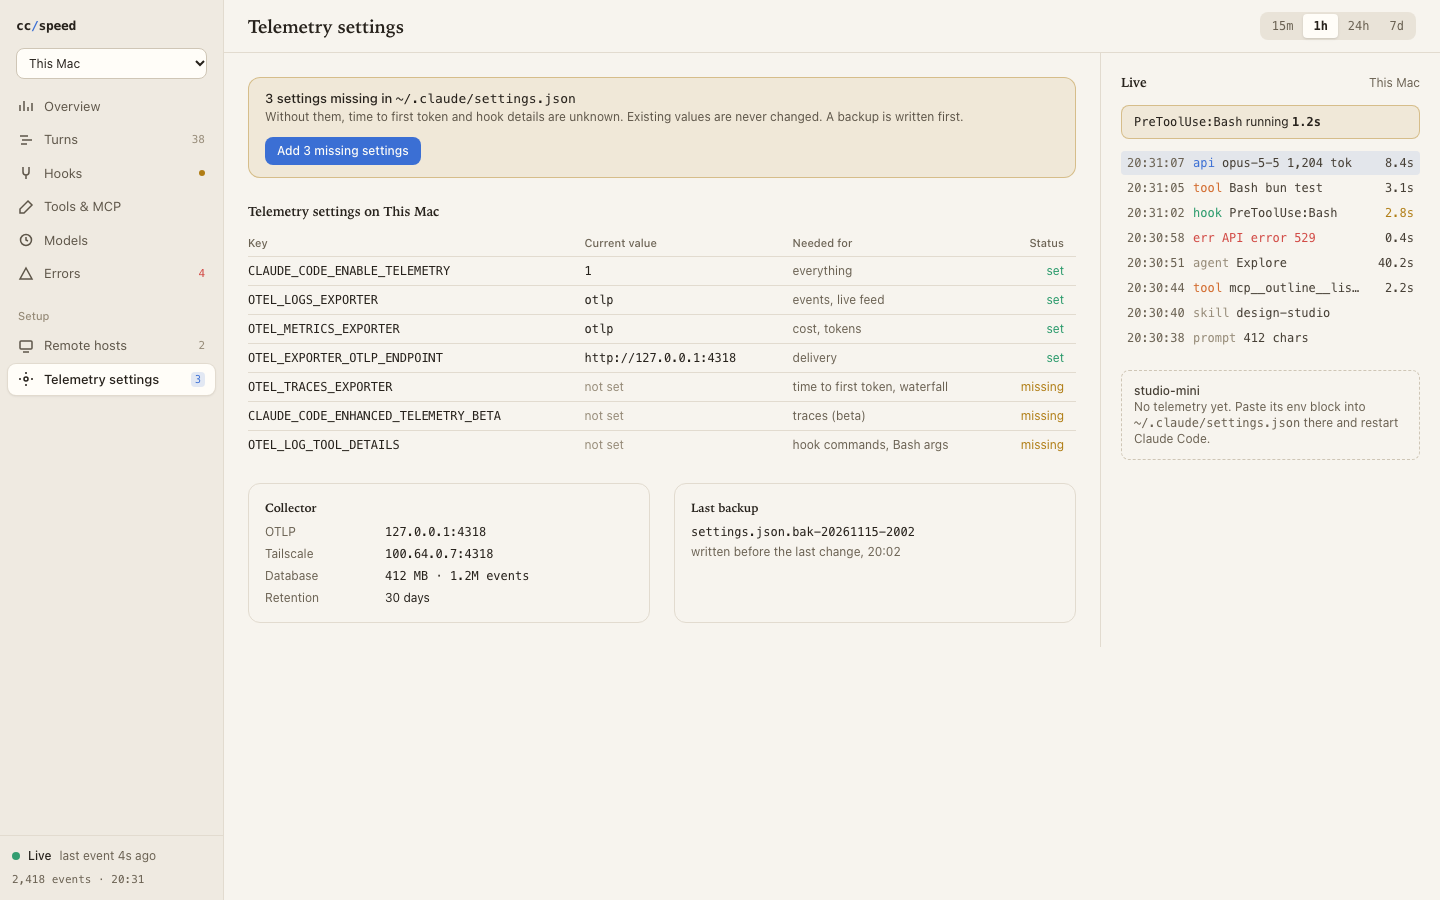 cc/speed
This Mac
Overview
Turns 38
Hooks
Tools & MCP
Models
Errors 4
Setup
Remote hosts 2
Telemetry settings 3
Live last event 4s ago
2,418 events · 20:31
Telemetry settings
15m 1h 24h 7d
3 settings missing in ~/.claude/settings.json
Without them, time to first token and hook details are unknown. Existing values are never changed. A backup is written first.
Add 3 missing settings
Telemetry settings on This Mac
Key Current value Needed for Status
CLAUDE_CODE_ENABLE_TELEMETRY 1 everything set
OTEL_LOGS_EXPORTER otlp events, live feed set
OTEL_METRICS_EXPORTER otlp cost, tokens set
OTEL_EXPORTER_OTLP_ENDPOINT http://127.0.0.1:4318 delivery set
OTEL_TRACES_EXPORTER not set time to first token, waterfall missing
CLAUDE_CODE_ENHANCED_TELEMETRY_BETA not set traces (beta) missing
OTEL_LOG_TOOL_DETAILS not set hook commands, Bash args missing
Collector
OTLP 127.0.0.1:4318
Tailscale 100.64.0.7:4318
Database 412 MB · 1.2M events
Retention 30 days
Last backup
settings.json.bak-20261115-2002
written before the last change, 20:02
Live This Mac
PreToolUse:Bash running 1.2s
20:31:07 api opus-5-5 1,204 tok 8.4s
20:31:05 tool Bash bun test 3.1s
20:31:02 hook PreToolUse:Bash 2.8s
20:30:58 err API error 529 0.4s
20:30:51 agent Explore 40.2s
20:30:44 tool mcp__outline__lis… 2.2s
20:30:40 skill design-studio
20:30:38 prompt 412 chars
studio-mini
No telemetry yet. Paste its env block into
~/.claude/settings.json there and restart
Claude Code.